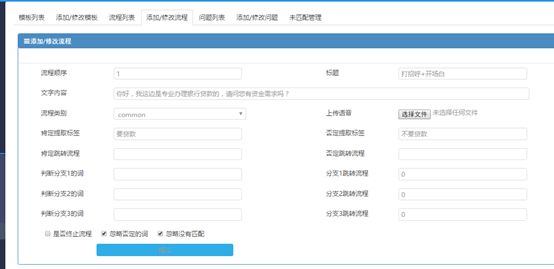 模板列表 添加/修改模板 流程列表 添加/修改流程 问题列表 添加/修改问题 未匹配管理
添加/修改流程
流程顺序 1 标题 打招呼+开场白
文字内容 你好，我这边是专业办理银行贷款的，请问您有资金需求吗？
流程类别 common 上传语音 选择文件 未选择任何文件
肯定提取标签 要贷款 否定提取标签 不要贷款
肯定跳转流程 否定跳转流程
判断分支1的词 分支1跳转流程 0
判断分支2的词 分支2跳转流程 0
判断分支3的词 分支3跳转流程 0
是否终止流程 忽略否定的词 忽略没有匹配